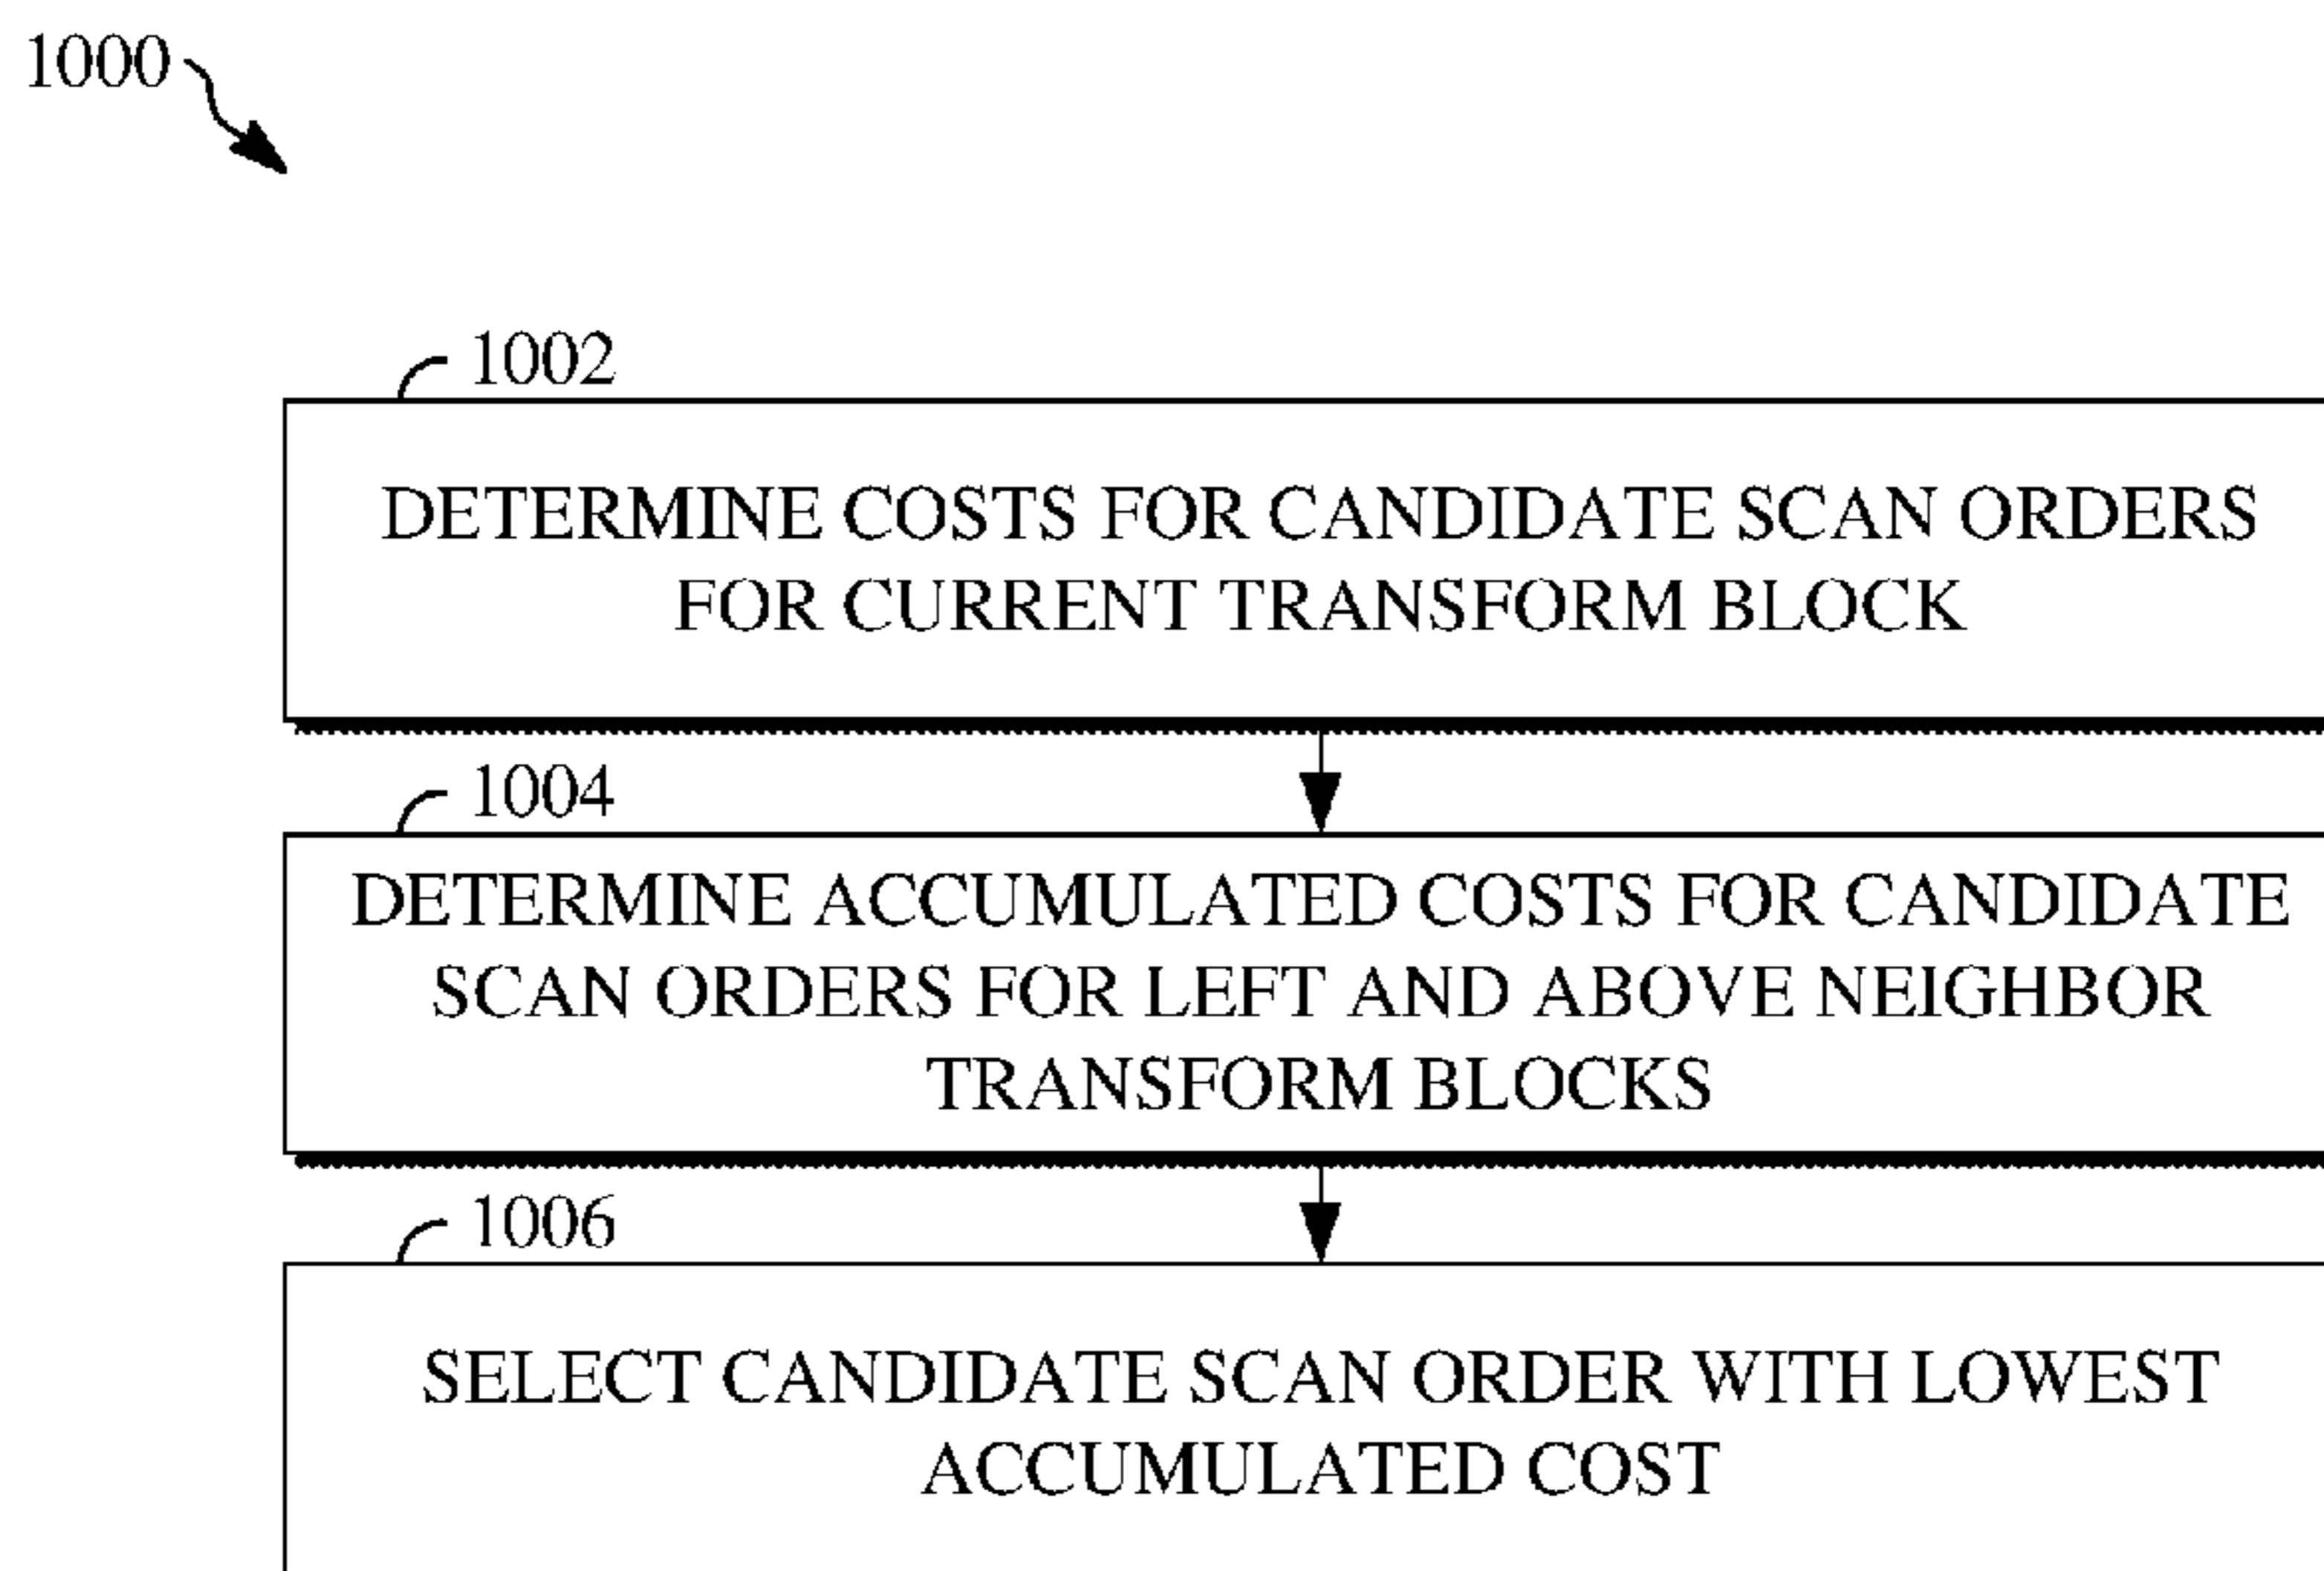 1000
1002
DETERMINE COSTS FOR CANDIDATE SCAN ORDERS
FOR CURRENT TRANSFORM BLOCK
1004
DETERMINE ACCUMULATED COSTS FOR CANDIDATE
SCAN ORDERS FOR LEFT AND ABOVE NEIGHBOR
TRANSFORM BLOCKS
1006
SELECT CANDIDATE SCAN ORDER WITH LOWEST
ACCUMULATED COST